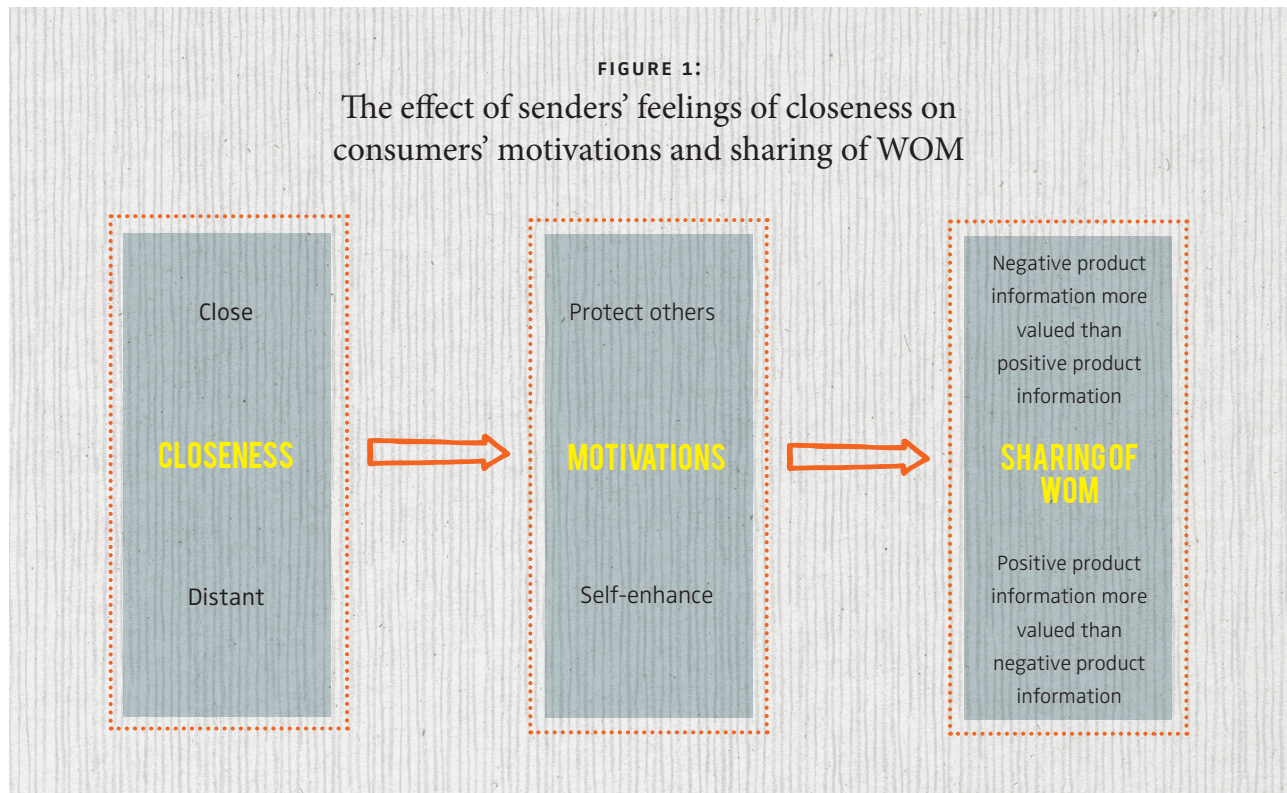 FIGURE 1:
The effect of senders’ feelings of closeness on
consumers’ motivations and sharing of WOM
Close
CLOSENESS
Distant
Protect others
MOTIVATIONS
Self-enhance
Negative product
information more
valued than
positive product
information
SHARING OF
WOM
Positive product
information more
valued than
negative product
information